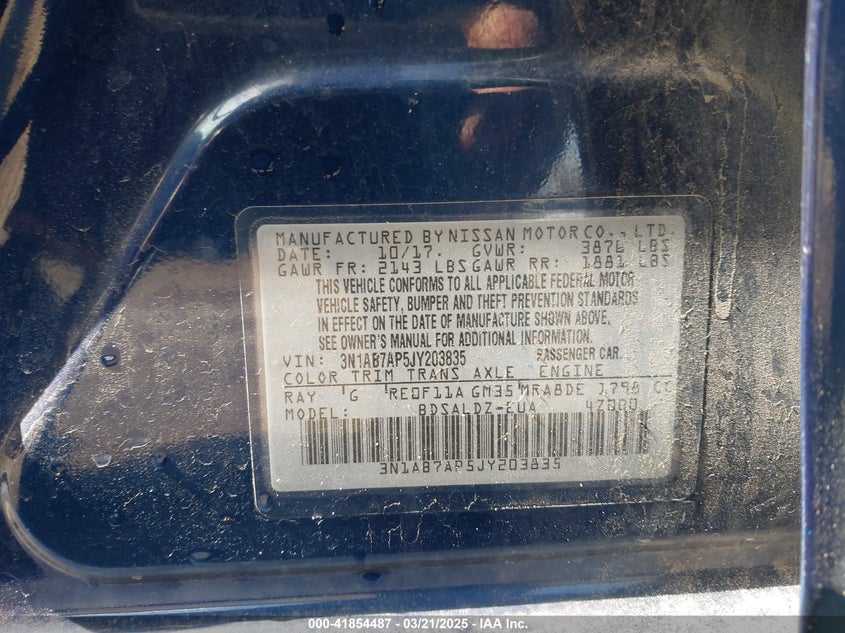 MANUFACTURED BY NISSAN MOTOR CO., LTD.
DATE: 10/17. GVWR: 3876 LBS
GAWR FR: 2143 LBS GAWR RR: 1881 LBS
THIS VEHICLE CONFORMS TO ALL APPLICABLE FEDERAL MOTOR
VEHICLE SAFETY, BUMPER AND THEFT PREVENTION STANDARDS
IN EFFECT ON THE DATE OF MANUFACTURE SHOWN ABOVE.
SEE OWNER'S MANUAL FOR ADDITIONAL INFORMATION.
VIN: 3N1AB7AP5JY203835 PASSENGER CAR
COLOR TRIM TRANS AXLE ENGINE
RAY G RE0F11A GM35 MRA8DE 1798 CC
MODEL: BDSALDZ-EUA 4Z000
3N1AB7AP5JY203835
000-41854487 - 03/21/2025 - IAAI.COM